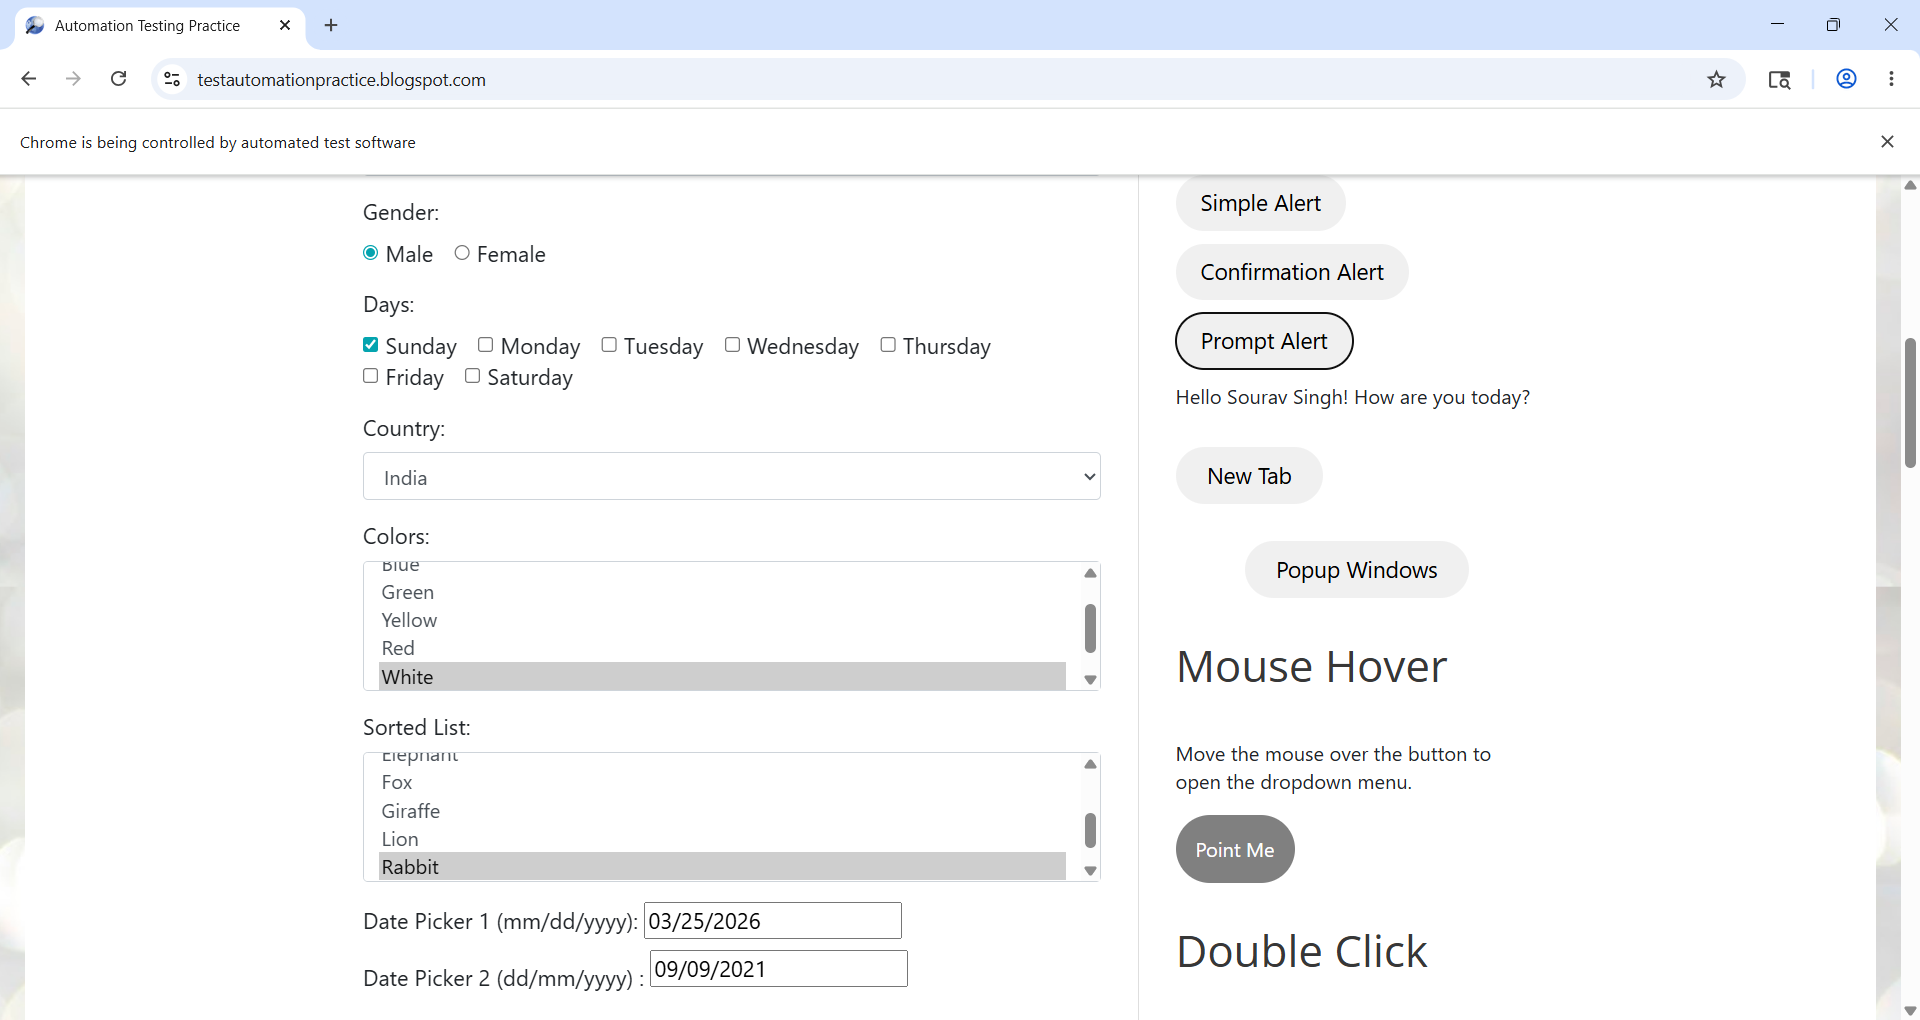 Automation Testing Practice
testautomationpractice.blogspot.com
Chrome is being controlled by automated test software
Gender:
Male Female
Days:
Sunday Monday Tuesday Wednesday Thursday
Friday Saturday
Country:
India
Colors:
Blue
Green
Yellow
Red
White
Sorted List:
Elephant
Fox
Giraffe
Lion
Rabbit
Date Picker 1 (mm/dd/yyyy): 03/25/2026
Date Picker 2 (dd/mm/yyyy) : 09/09/2021
Simple Alert
Confirmation Alert
Prompt Alert
Hello Sourav Singh! How are you today?
New Tab
Popup Windows
Mouse Hover
Move the mouse over the button to
open the dropdown menu.
Point Me
Double Click